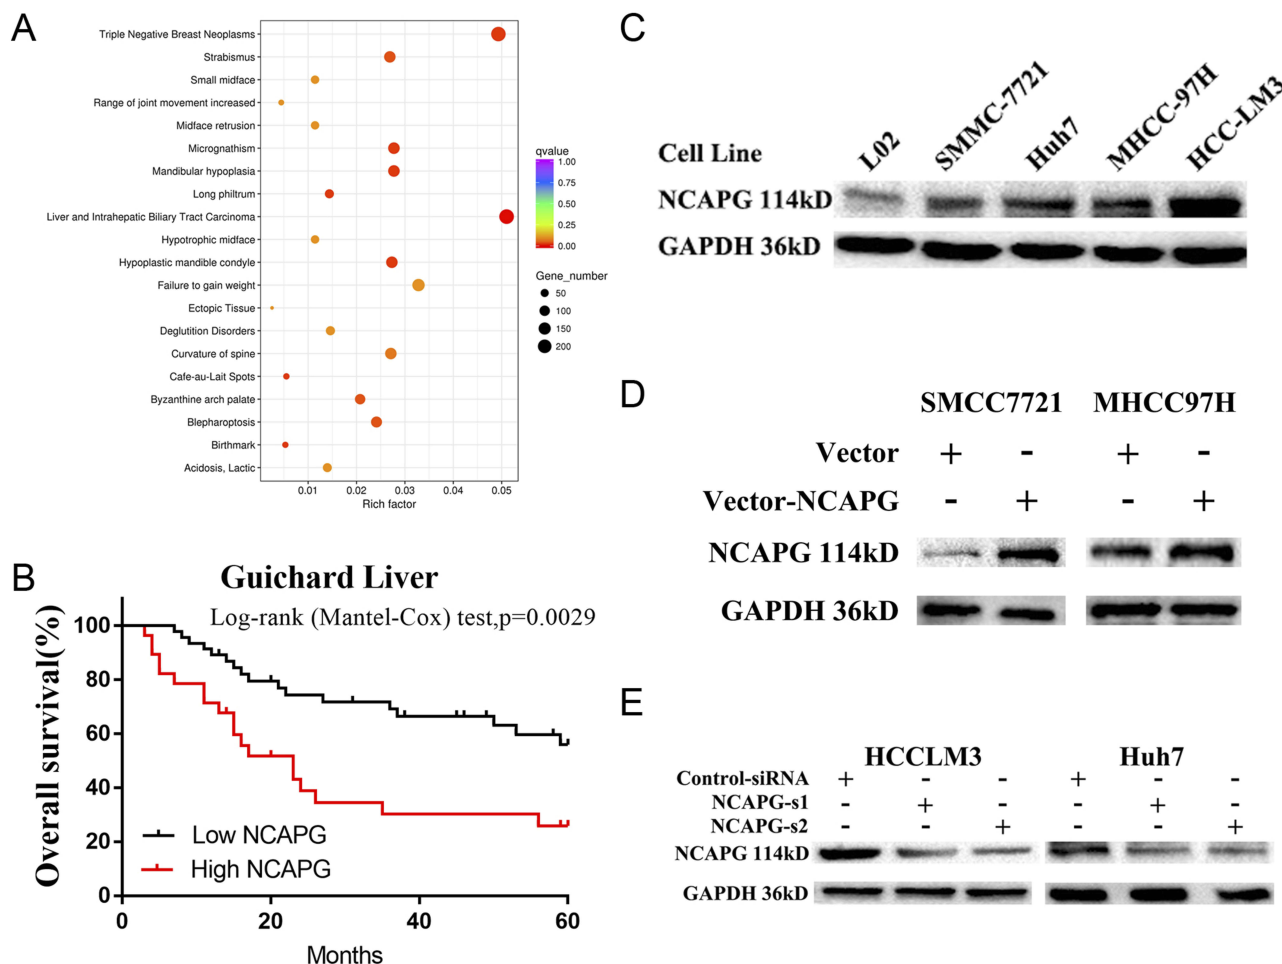 A
Triple Negative Breast Neoplasms
Strabismus
Small midface
Range of joint movement increased
Midface retrusion
Micrognathism
Mandibular hypoplasia
Long philtrum
Liver and Intrahepatic Biliary Tract Carcinoma
Hypotrophic midface
Hypoplastic mandible condyle
Failure to gain weight
Ectopic Tissue
Deglutition Disorders
Curvature of spine
Cafe-au-Lait Spots
Byzanthine arch palate
Blepharoptosis
Birthmark
Acidosis, Lactic
0.01 0.02 0.03 0.04 0.05
Rich factor
qvalue
1.00
0.75
0.50
0.25
0.00
Gene_number
50
100
150
200
B
Guichard Liver
Log-rank (Mantel-Cox) test,p=0.0029
Overall survival(%)
100
80
60
40
20
0
Low NCAPG
High NCAPG
0 20 40 60
Months
C
Cell Line L02 SMMC-7721 Huh7 MHCC-97H HCC-LM3
NCAPG 114kD
GAPDH 36kD
D
SMCC7721 MHCC97H
Vector + - + -
Vector-NCAPG - + - +
NCAPG 114kD
GAPDH 36kD
E
HCCLM3 Huh7
Control-siRNA + - - + - -
NCAPG-s1 - + - - + -
NCAPG-s2 - - + - - +
NCAPG 114kD
GAPDH 36kD